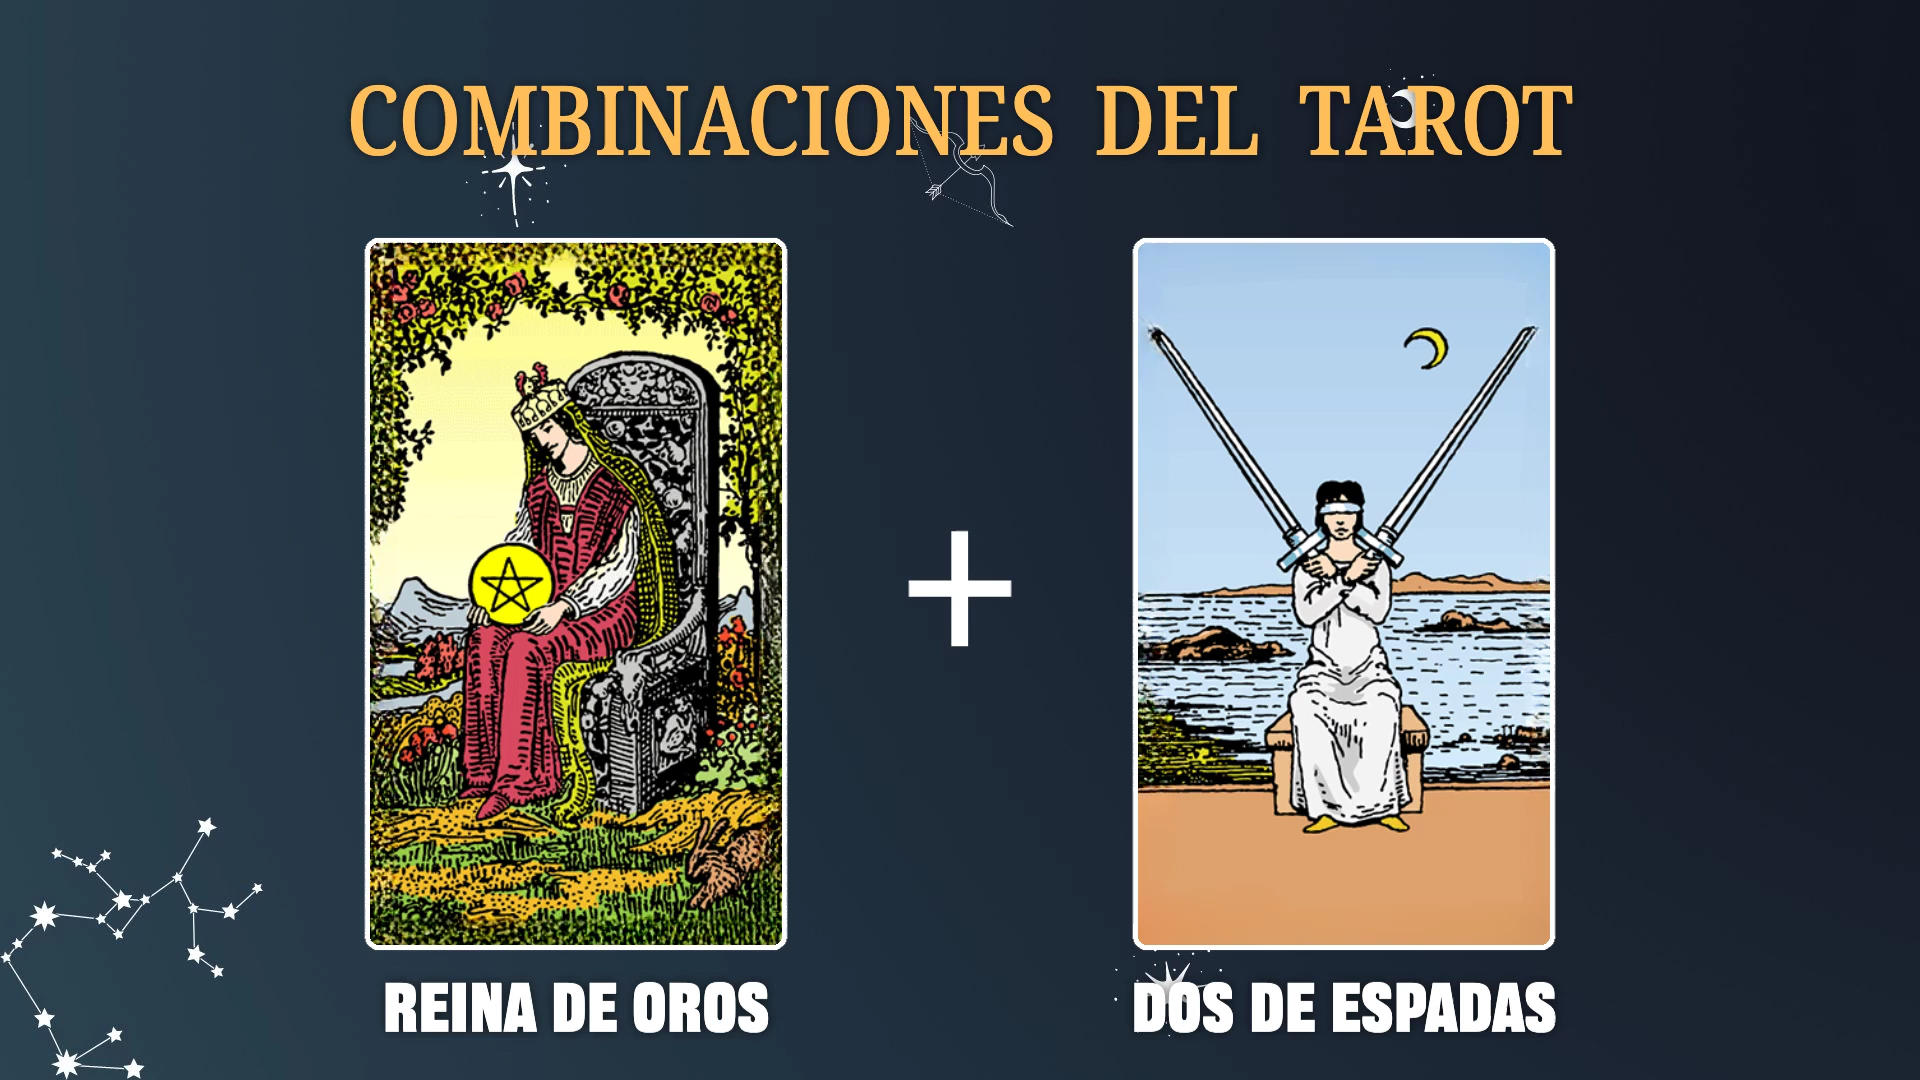 COMBINACIONES DEL TAROT
REINA DE OROS
DOS DE ESPADAS